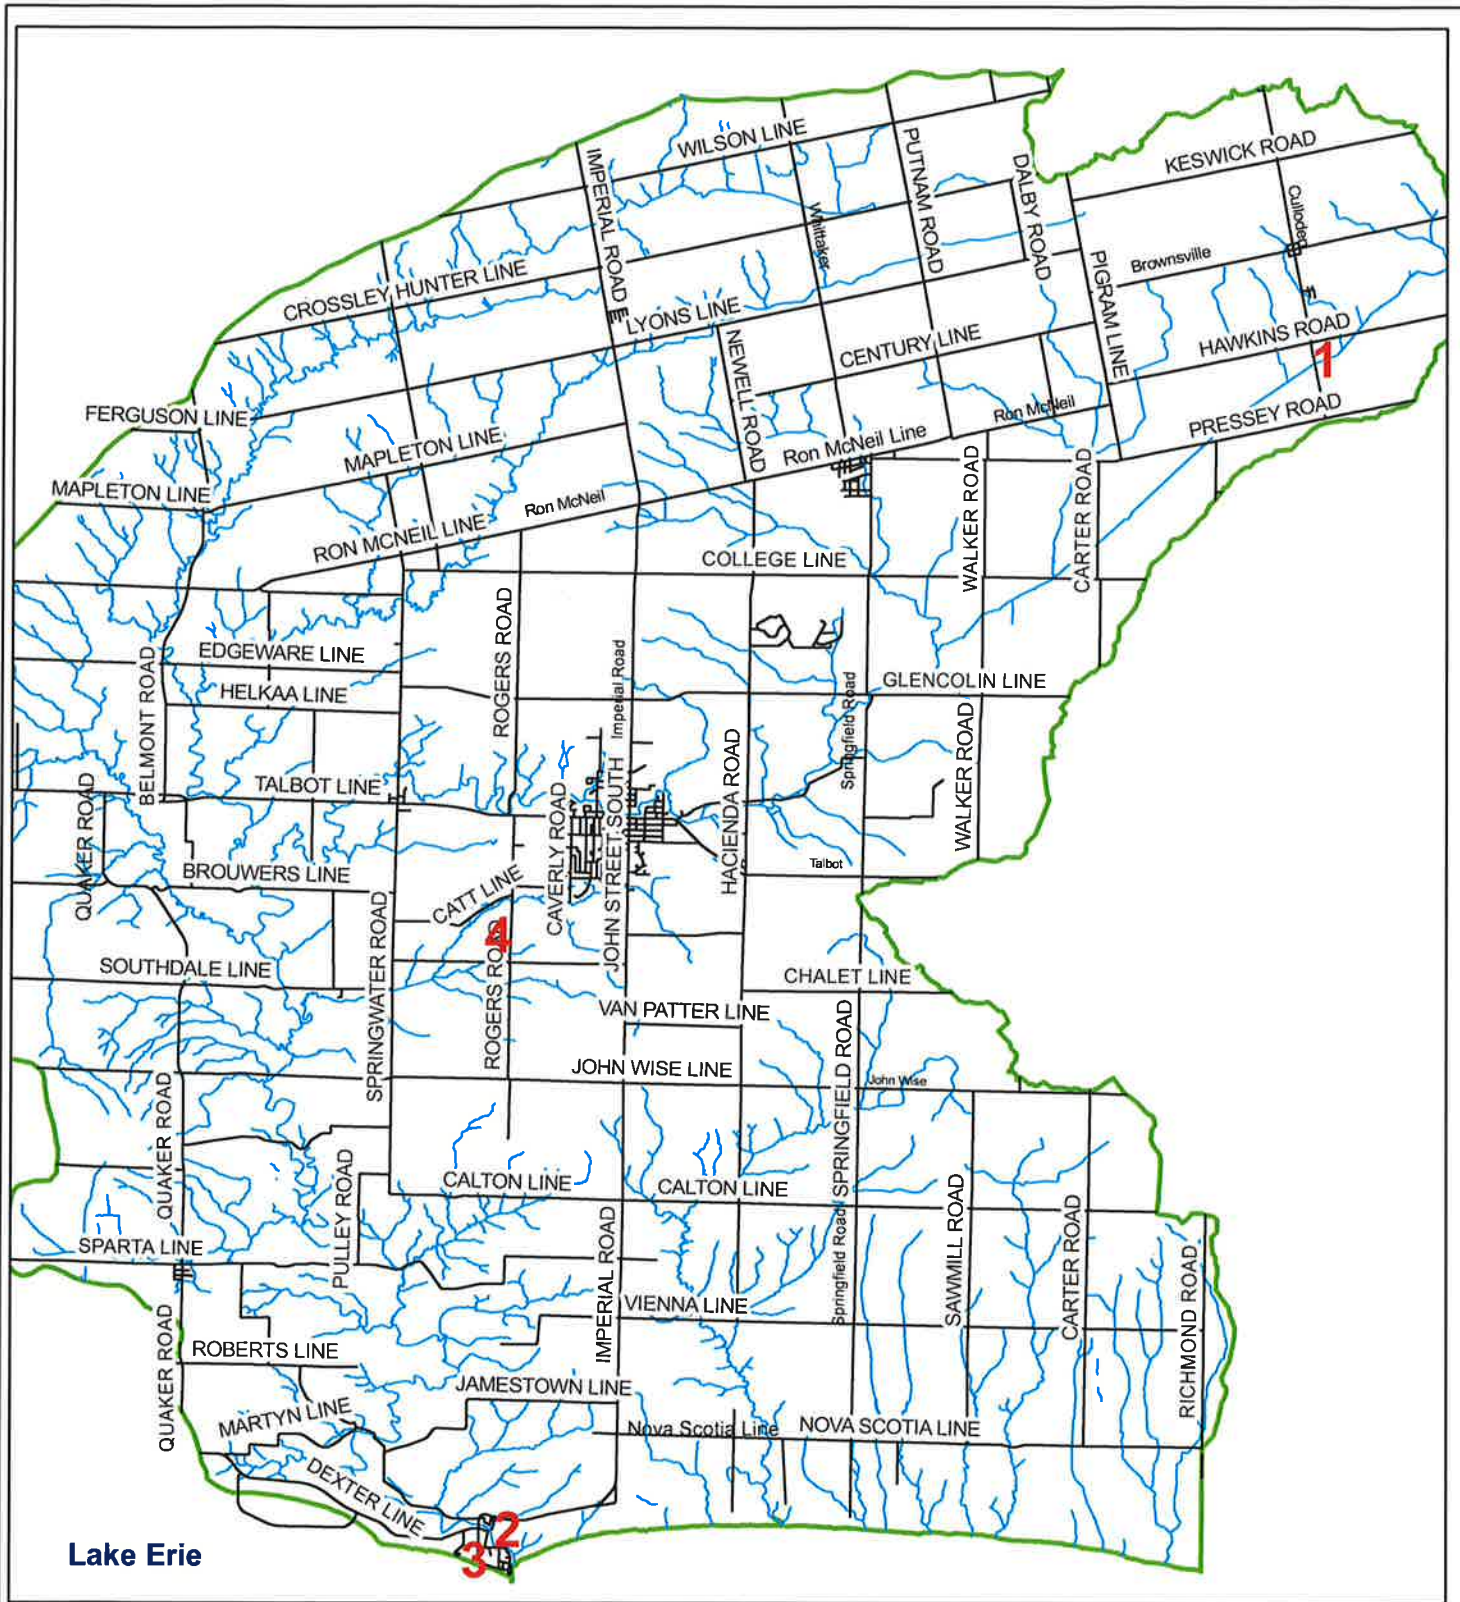 WILSON LINE
KESWICK ROAD
IMPERIAL ROAD
PUTNAM ROAD
DALBY ROAD
Whittaker
Culloden
Brownsville
PIGRAM LINE
CROSSLEY HUNTER LINE
LYONS LINE
HAWKINS ROAD
1
NEWELL ROAD
CENTURY LINE
PRESSEY ROAD
FERGUSON LINE
MAPLETON LINE
Ron McNeil
Ron McNeil Line
MAPLETON LINE
Ron McNeil
RON MCNEIL LINE
WALKER ROAD
CARTER ROAD
COLLEGE LINE
ROGERS ROAD
EDGEWARE LINE
BELMONT ROAD
HELKAA LINE
Imperial Road
GLENCOLIN LINE
Springfield Road
WALKER ROAD
TALBOT LINE
QUAKER ROAD
CAVERLY ROAD
JOHN STREET SOUTH
HACIENDA ROAD
Talbot
BROUWERS LINE
CATT LINE
4
SPRINGWATER ROAD
ROGERS ROAD
SOUTHDALE LINE
CHALET LINE
VAN PATTER LINE
SPRINGFIELD ROAD
JOHN WISE LINE
John Wise
QUAKER ROAD
PULLEY ROAD
CALTON LINE
CALTON LINE
Springfield Road
SAWMILL ROAD
CARTER ROAD
RICHMOND ROAD
SPARTA LINE
IMPERIAL ROAD
VIENNA LINE
QUAKER ROAD
ROBERTS LINE
JAMESTOWN LINE
MARTYN LINE
Nova Scotia Line
NOVA SCOTIA LINE
DEXTER LINE
2
3
Lake Erie